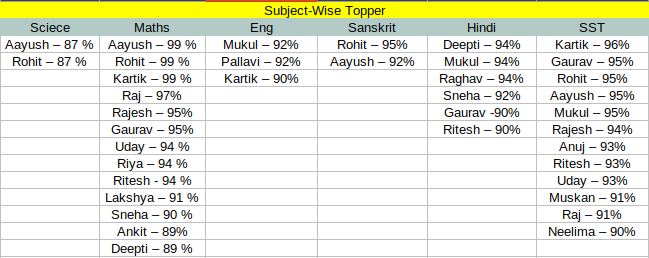 Subject-Wise Topper
Sciece Maths Eng Sanskrit Hindi SST
Aayush – 87 % Aayush – 99 % Mukul – 92% Rohit – 95% Deepti – 94% Kartik – 96%
Rohit – 87 % Rohit – 99 % Pallavi – 92% Aayush – 92% Mukul – 94% Gaurav – 95%
Kartik – 99 % Kartik – 90% Raghav – 94% Rohit – 95%
Raj – 97% Sneha – 92% Aayush – 95%
Rajesh – 95% Gaurav -90% Mukul – 95%
Gaurav – 95% Ritesh – 90% Rajesh – 94%
Uday – 94 % Anuj – 93%
Riya – 94 % Ritesh – 93%
Ritesh - 94 % Uday – 93%
Lakshya – 91 % Muskan – 91%
Sneha – 90 % Raj – 91%
Ankit – 89% Neelima – 90%
Deepti – 89 %